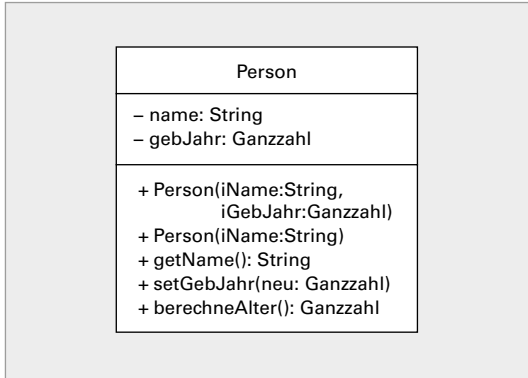 Person
– name: String
– gebJahr: Ganzzahl
+ Person(iName:String,
iGebJahr:Ganzzahl)
+ Person(iName:String)
+ getName(): String
+ setGebJahr(neu: Ganzzahl)
+ berechneAlter(): Ganzzahl